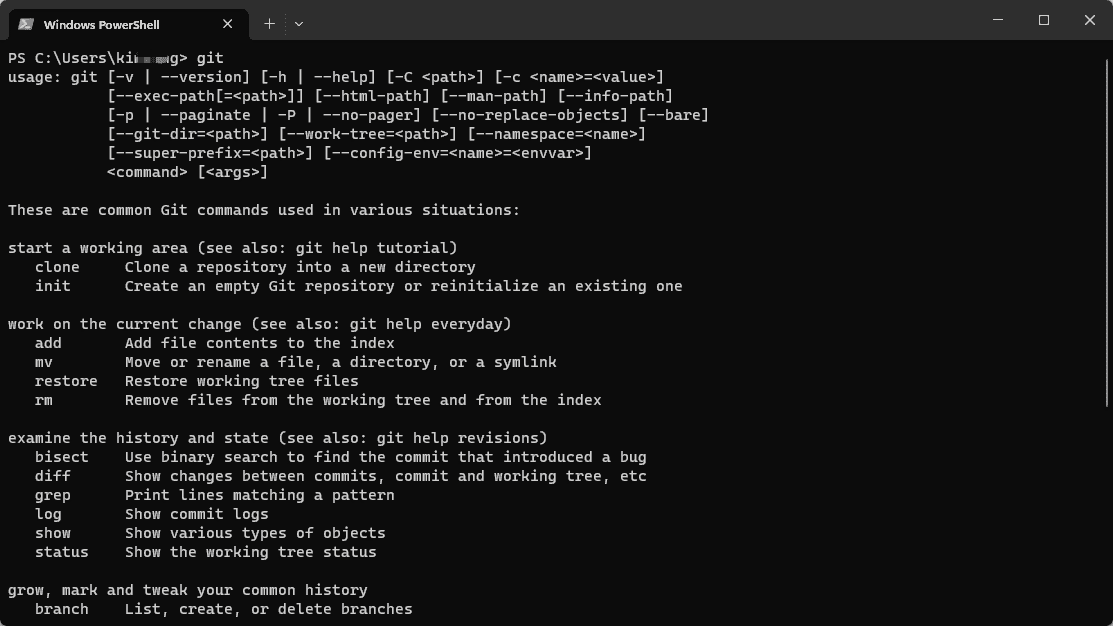 Windows PowerShell
PS C:\Users\ git
usage: git [-v | --version] [-h | --help] [-C <path>] [-c <name>=<value>]
           [--exec-path[=<path>]] [--html-path] [--man-path] [--info-path]
           [-p | --paginate | -P | --no-pager] [--no-replace-objects] [--bare]
           [--git-dir=<path>] [--work-tree=<path>] [--namespace=<name>]
           [--super-prefix=<path>] [--config-env=<name>=<envvar>]
           <command> [<args>]

These are common Git commands used in various situations:

start a working area (see also: git help tutorial)
   clone     Clone a repository into a new directory
   init      Create an empty Git repository or reinitialize an existing one

work on the current change (see also: git help everyday)
   add       Add file contents to the index
   mv        Move or rename a file, a directory, or a symlink
   restore   Restore working tree files
   rm        Remove files from the working tree and from the index

examine the history and state (see also: git help revisions)
   bisect    Use binary search to find the commit that introduced a bug
   diff      Show changes between commits, commit and working tree, etc
   grep      Print lines matching a pattern
   log       Show commit logs
   show      Show various types of objects
   status    Show the working tree status

grow, mark and tweak your common history
   branch    List, create, or delete branches